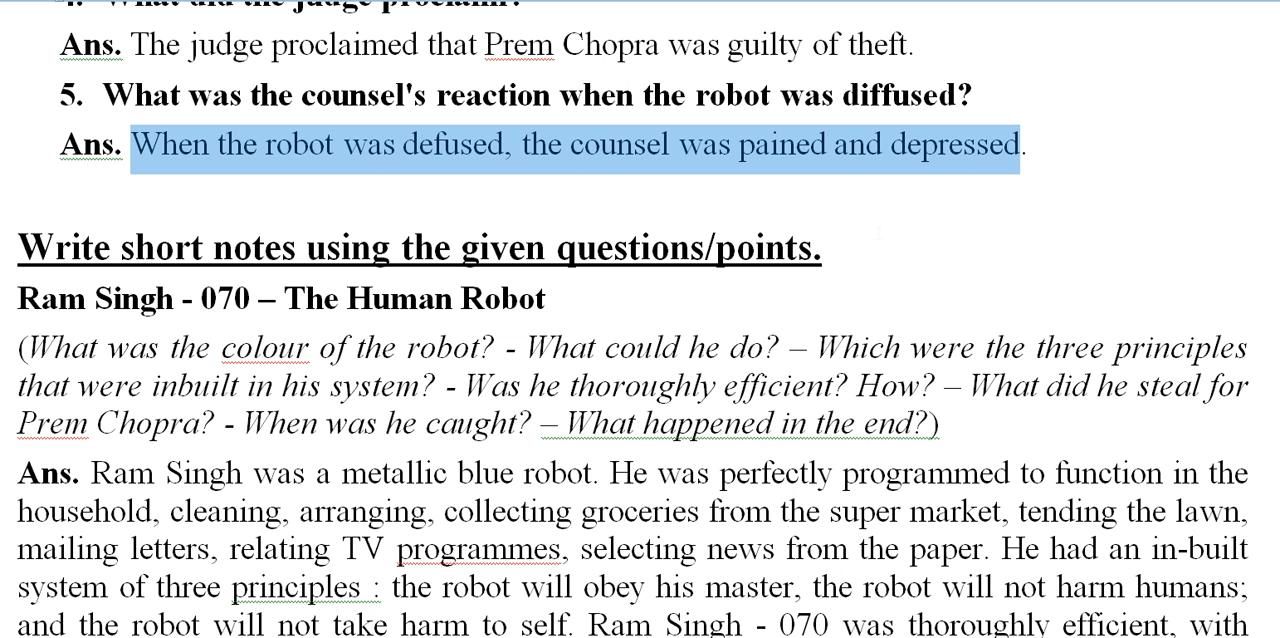 4. What did the judge proclaim?
Ans. The judge proclaimed that Prem Chopra was guilty of theft.
5. What was the counsel's reaction when the robot was diffused?
Ans. When the robot was defused, the counsel was pained and depressed.
Write short notes using the given questions/points.
Ram Singh - 070 – The Human Robot
(What was the colour of the robot? - What could he do? – Which were the three principles
that were inbuilt in his system? - Was he thoroughly efficient? How? – What did he steal for
Prem Chopra? - When was he caught? – What happened in the end?)
Ans. Ram Singh was a metallic blue robot. He was perfectly programmed to function in the
household, cleaning, arranging, collecting groceries from the super market, tending the lawn,
mailing letters, relating TV programmes, selecting news from the paper. He had an in-built
system of three principles : the robot will obey his master, the robot will not harm humans;
and the robot will not take harm to self. Ram Singh - 070 was thoroughly efficient, with